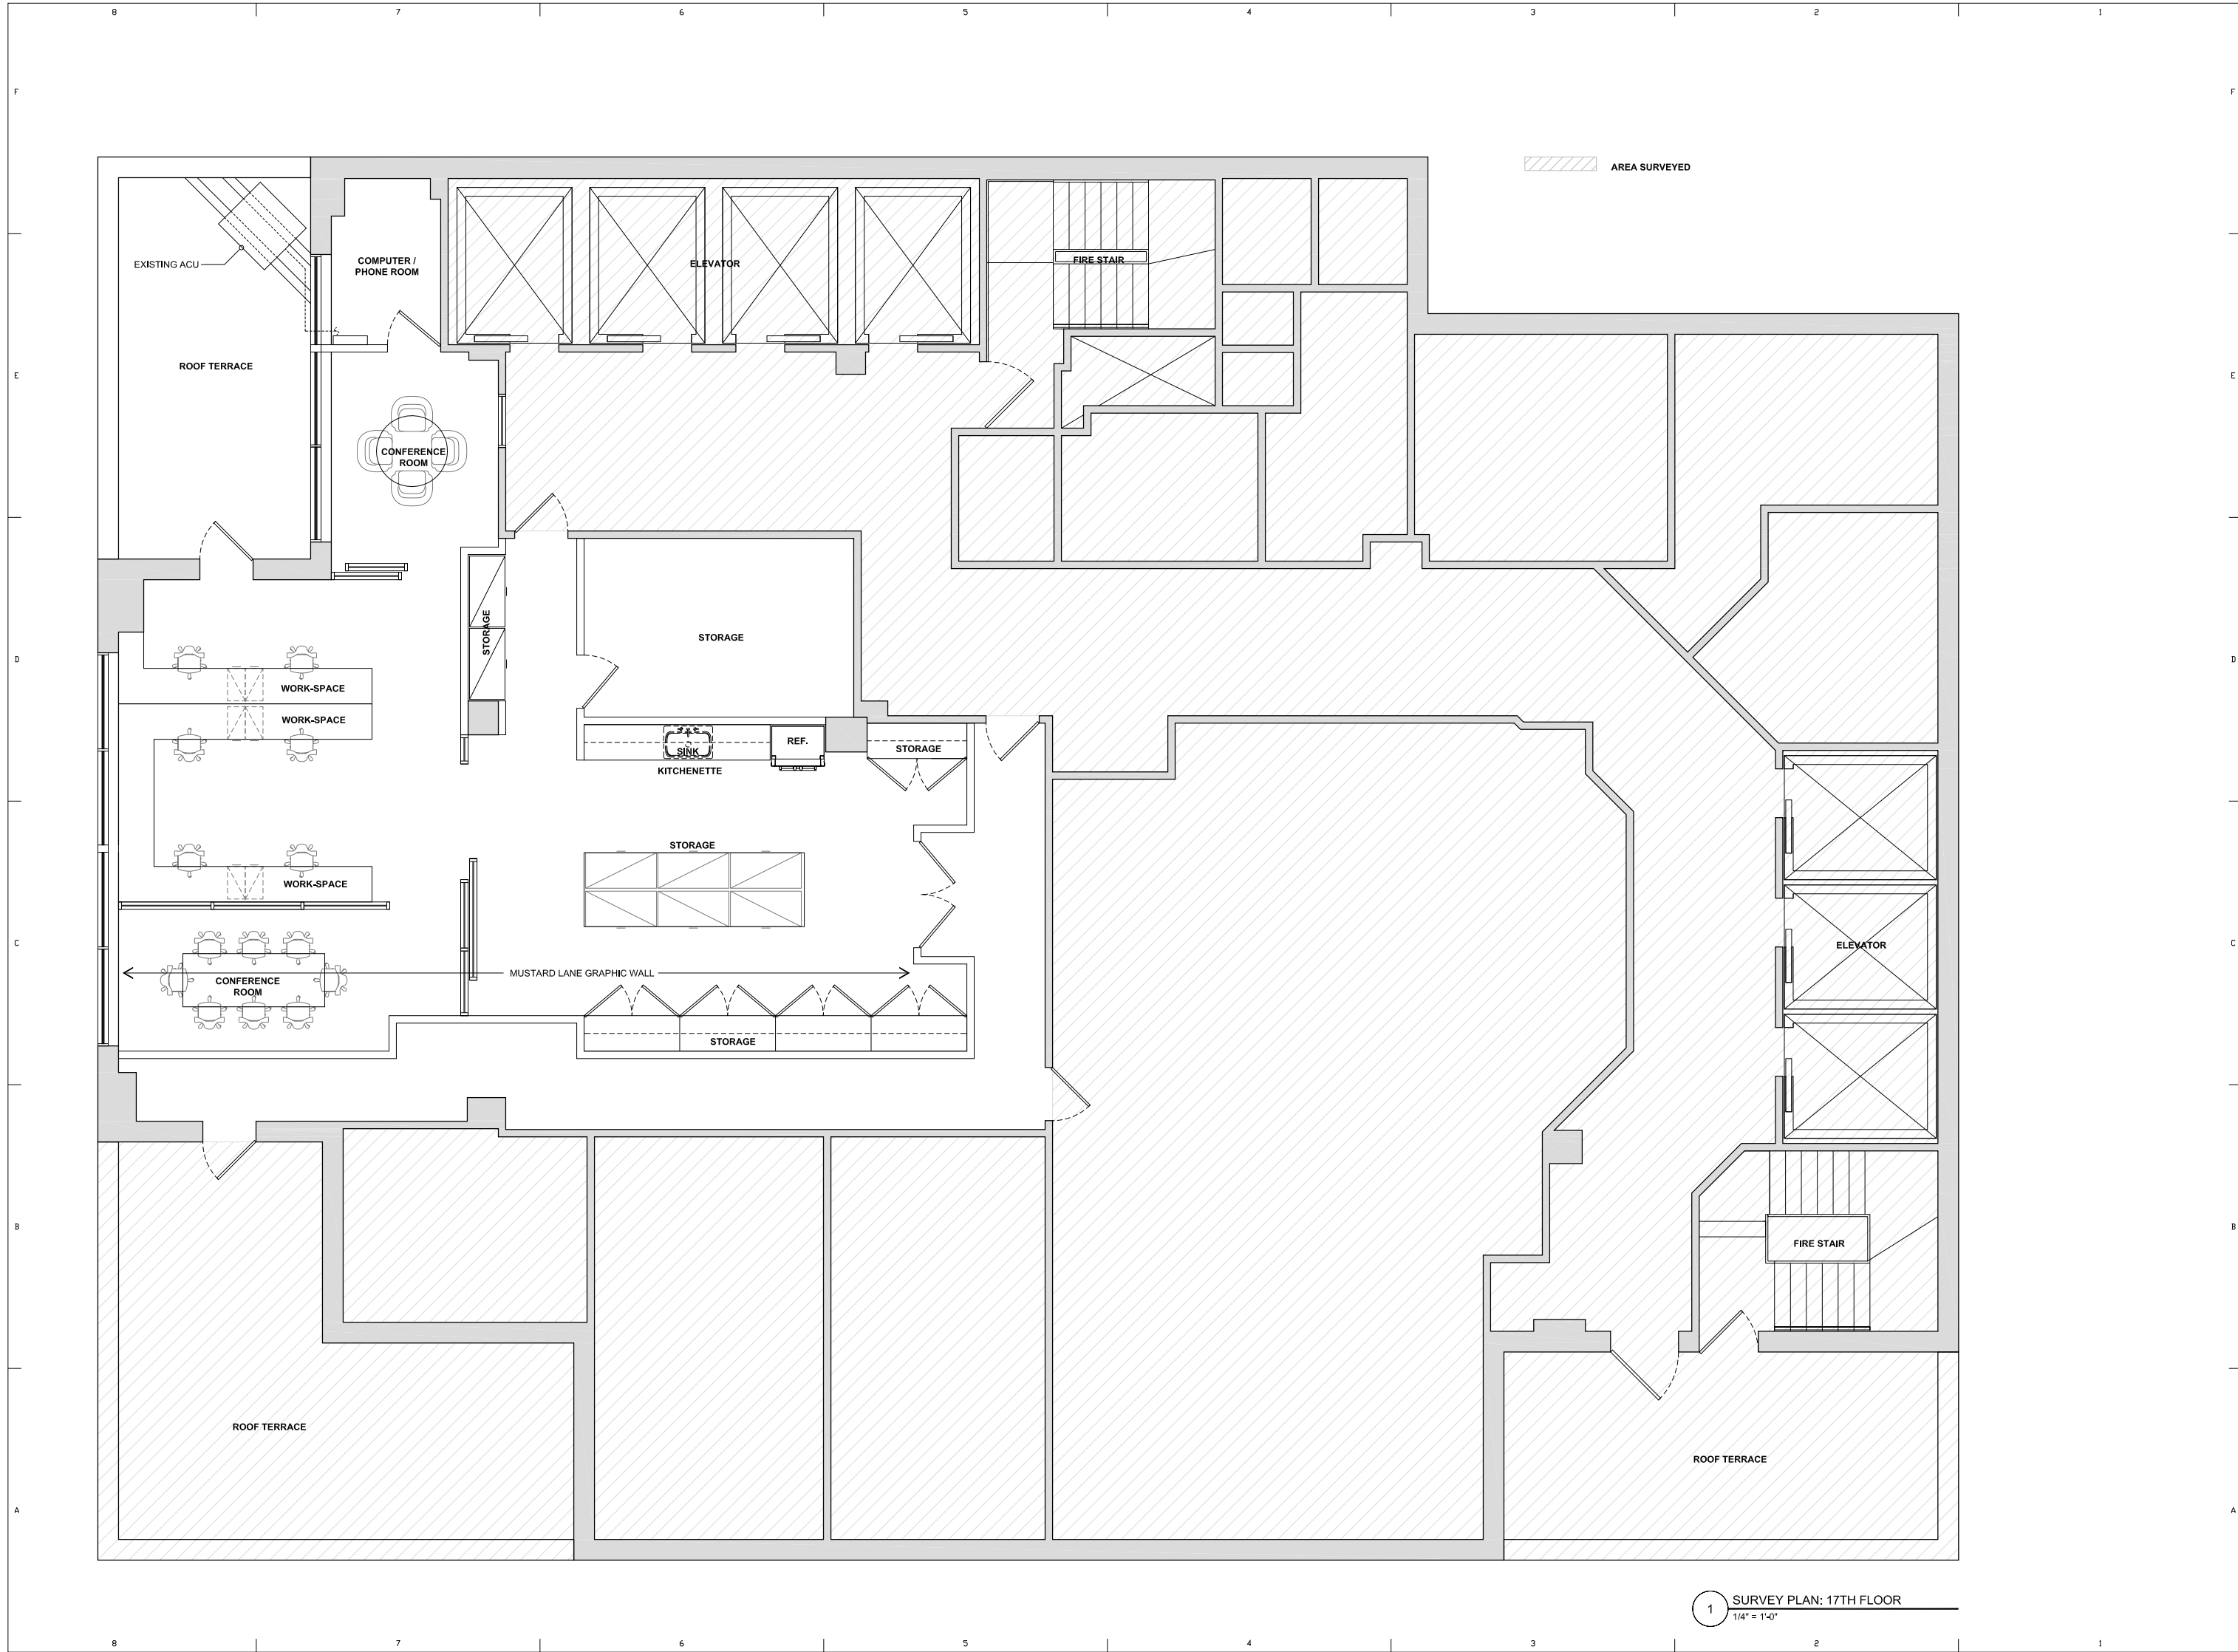 8 7 6 5 4 3 2 1
F F
AREA SURVEYED
EXISTING ACU
COMPUTER /
PHONE ROOM
ELEVATOR
FIRE STAIR
ROOF TERRACE
E E
CONFERENCE
ROOM
STORAGE
STORAGE
D D
WORK-SPACE
WORK-SPACE
SINK
REF.
STORAGE
KITCHENETTE
STORAGE
WORK-SPACE
C C
ELEVATOR
MUSTARD LANE GRAPHIC WALL
CONFERENCE
ROOM
STORAGE
B B
FIRE STAIR
ROOF TERRACE
ROOF TERRACE
A A
1
SURVEY PLAN: 17TH FLOOR
1/4" = 1'-0"
8 7 6 5 4 3 2 1